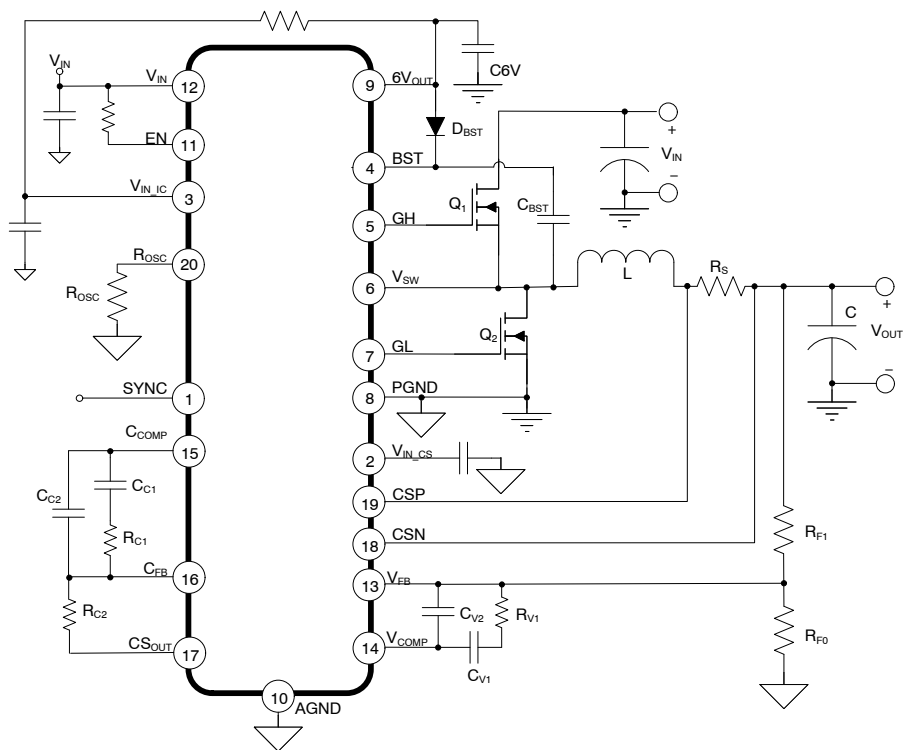 C6V
V_IN
V_IN
12
9
6V_OUT
D_BST
+
V_IN
−
EN
11
4
BST
V_IN_IC
3
Q_1
C_BST
5
GH
R_OSC
20
R_OSC
6
V_SW
L
R_S
+
C
V_OUT
−
Q_2
7
GL
SYNC
1
8
PGND
C_COMP
15
2
V_IN_CS
C_C2
C_C1
19
CSP
R_C1
18
CSN
R_F1
C_FB
16
13
V_FB
R_C2
C_V2
R_V1
CS_OUT
17
14
V_COMP
C_V1
R_F0
10
AGND